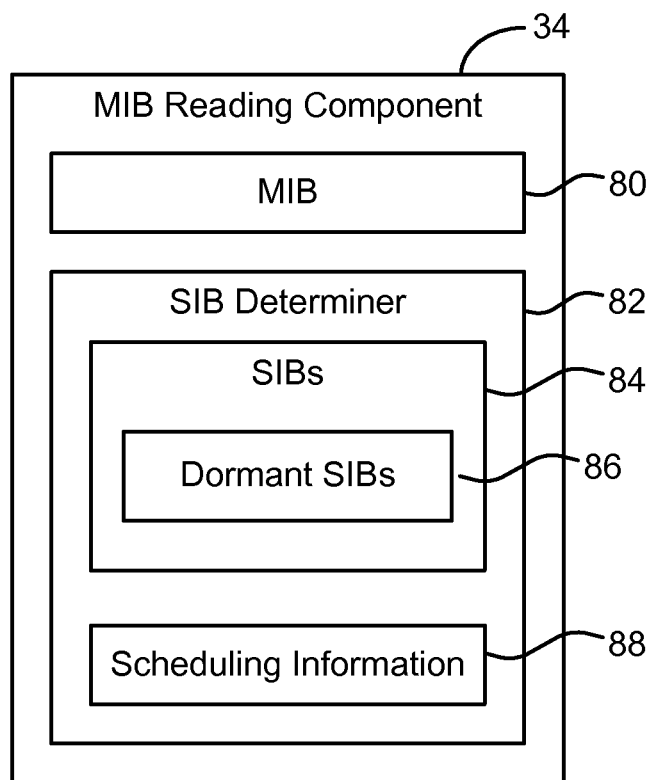 34
MIB Reading Component
MIB
80
SIB Determiner
82
SIBs
84
Dormant SIBs
86
Scheduling Information
88